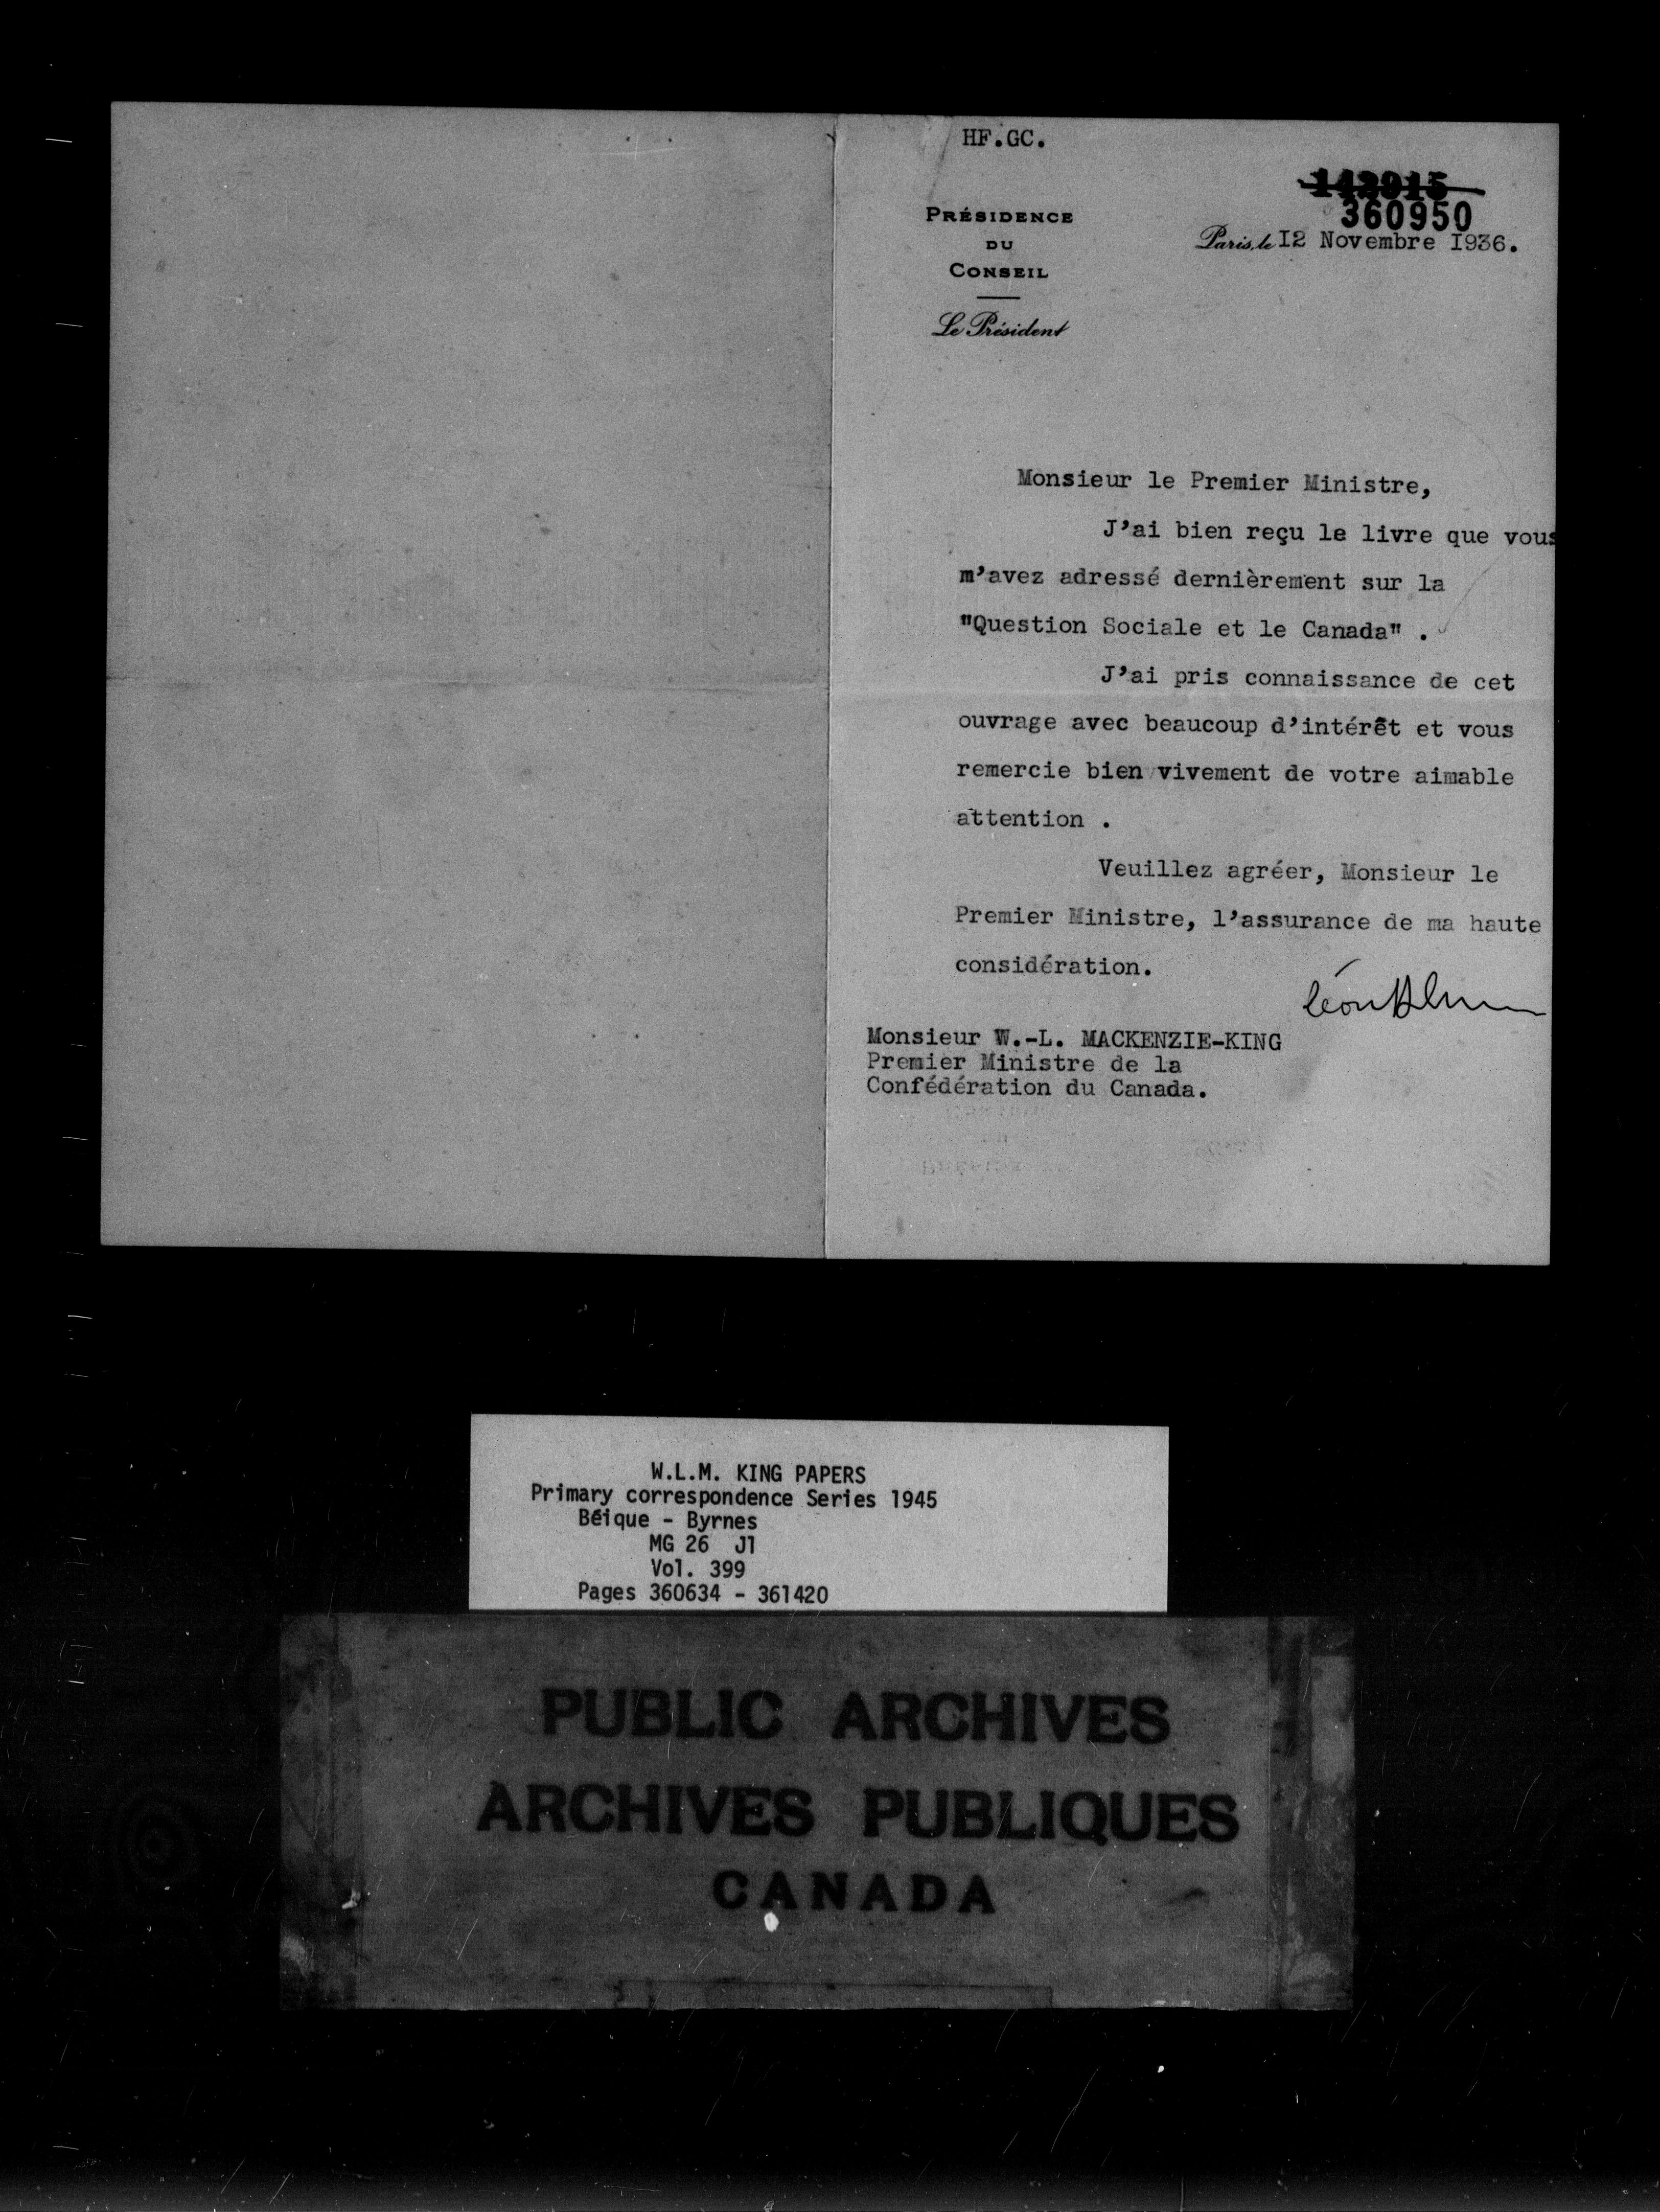 HF.GC.
142915
360950
PRÉSIDENCE
DU
CONSEIL
Le Président
Paris, le 12 Novembre 1936.
Monsieur le Premier Ministre,
J'ai bien reçu le livre que vous
m'avez adressé dernièrement sur la
"Question Sociale et le Canada" .
J'ai pris connaissance de cet
ouvrage avec beaucoup d'intérêt et vous
remercie bien vivement de votre aimable
attention .
Veuillez agréer, Monsieur le
Premier Ministre, l'assurance de ma haute
considération.
Léon Blum
Monsieur W.-L. MACKENZIE-KING
Premier Ministre de la
Confédération du Canada.
W.L.M. KING PAPERS
Primary correspondence Series 1945
Béique - Byrnes
MG 26 J1
Vol. 399
Pages 360634 - 361420
PUBLIC ARCHIVES
ARCHIVES PUBLIQUES
CANADA